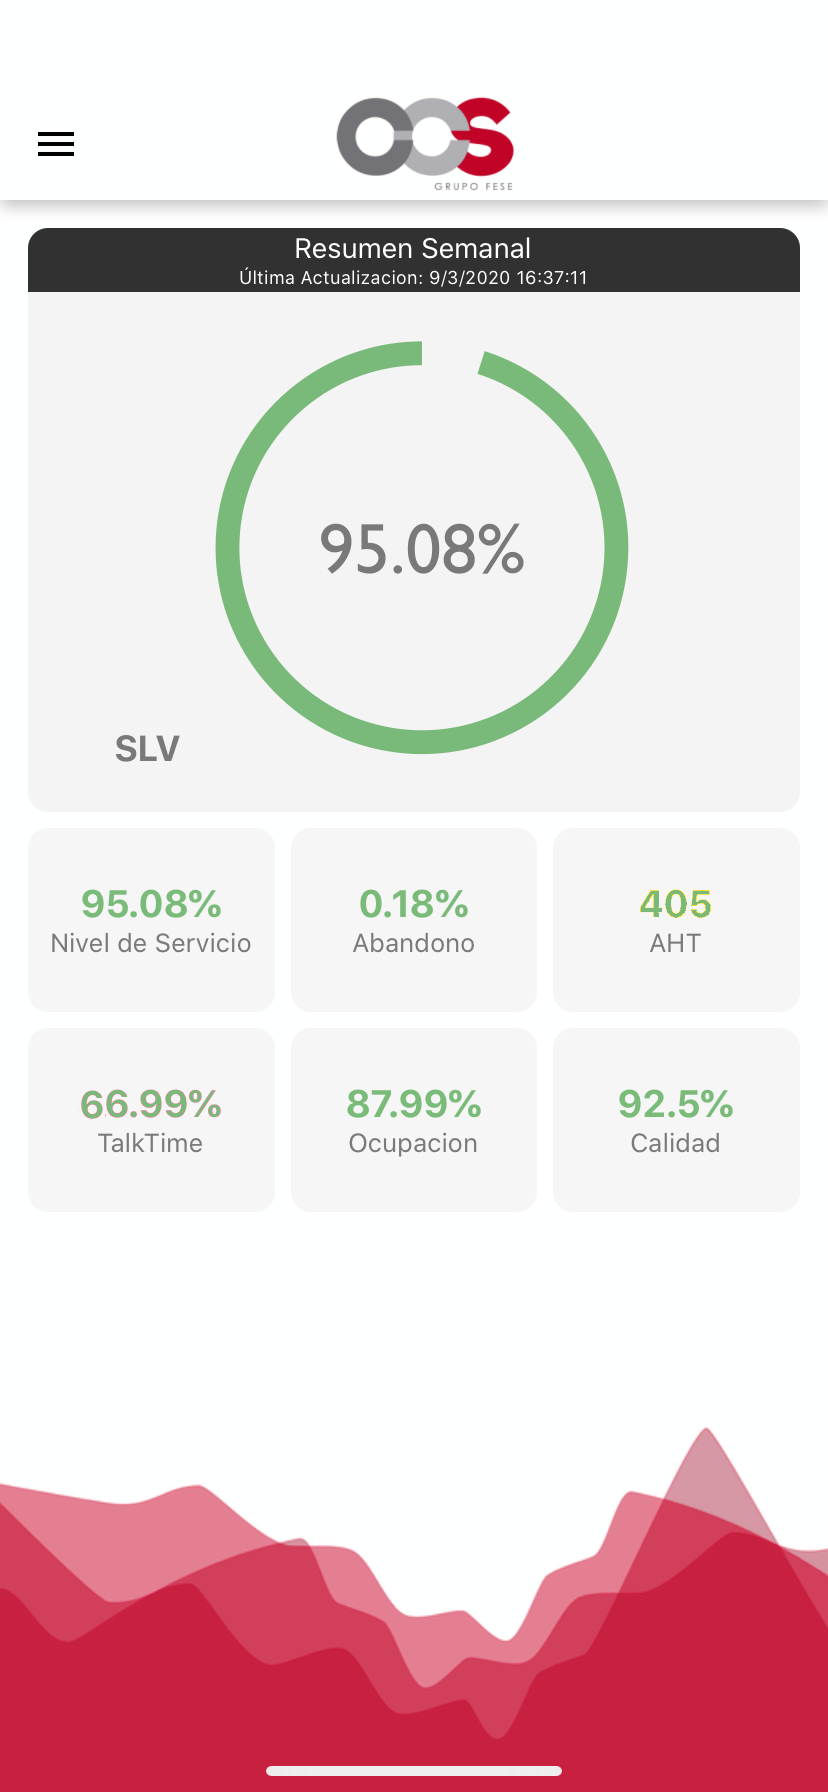 OCS
GRUPO FESE
Resumen Semanal
Última Actualizacion: 9/3/2020 16:37:11
95.08%
SLV
95.08%
Nivel de Servicio
0.18%
Abandono
405
AHT
66.99%
TalkTime
87.99%
Ocupacion
92.5%
Calidad